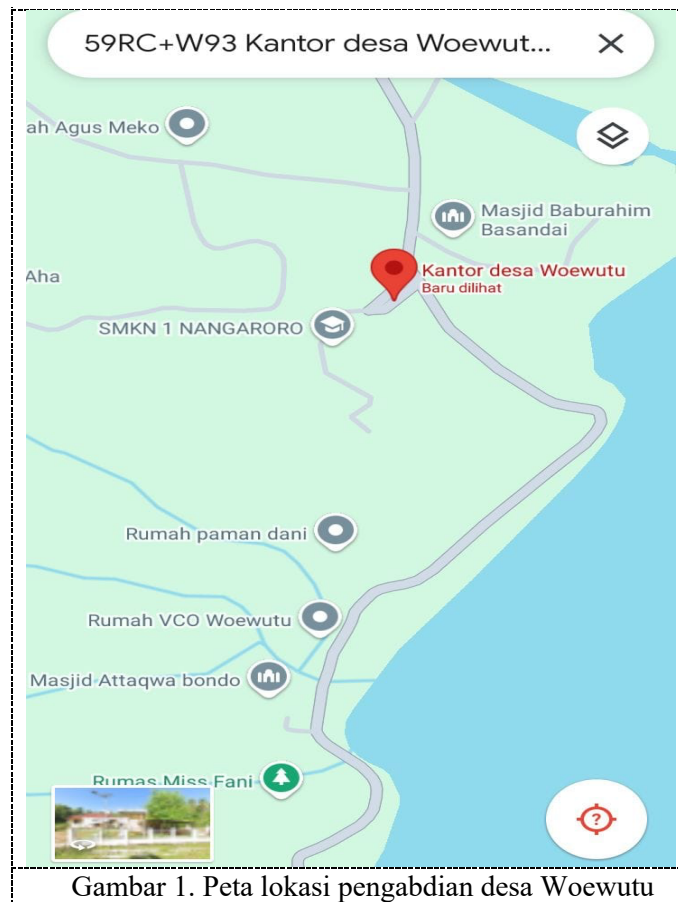 59RC+W93 Kantor desa Woewut...
ah Agus Meko
Masjid Baburahim
Basandai
Aha
Kantor desa Woewutu
Baru dilihat
SMKN 1 NANGARORO
Rumah paman dani
Rumah VCO Woewutu
Masjid Attaqwa bondo
Rumas Miss Fani
?
Gambar 1. Peta lokasi pengabdian desa Woewutu